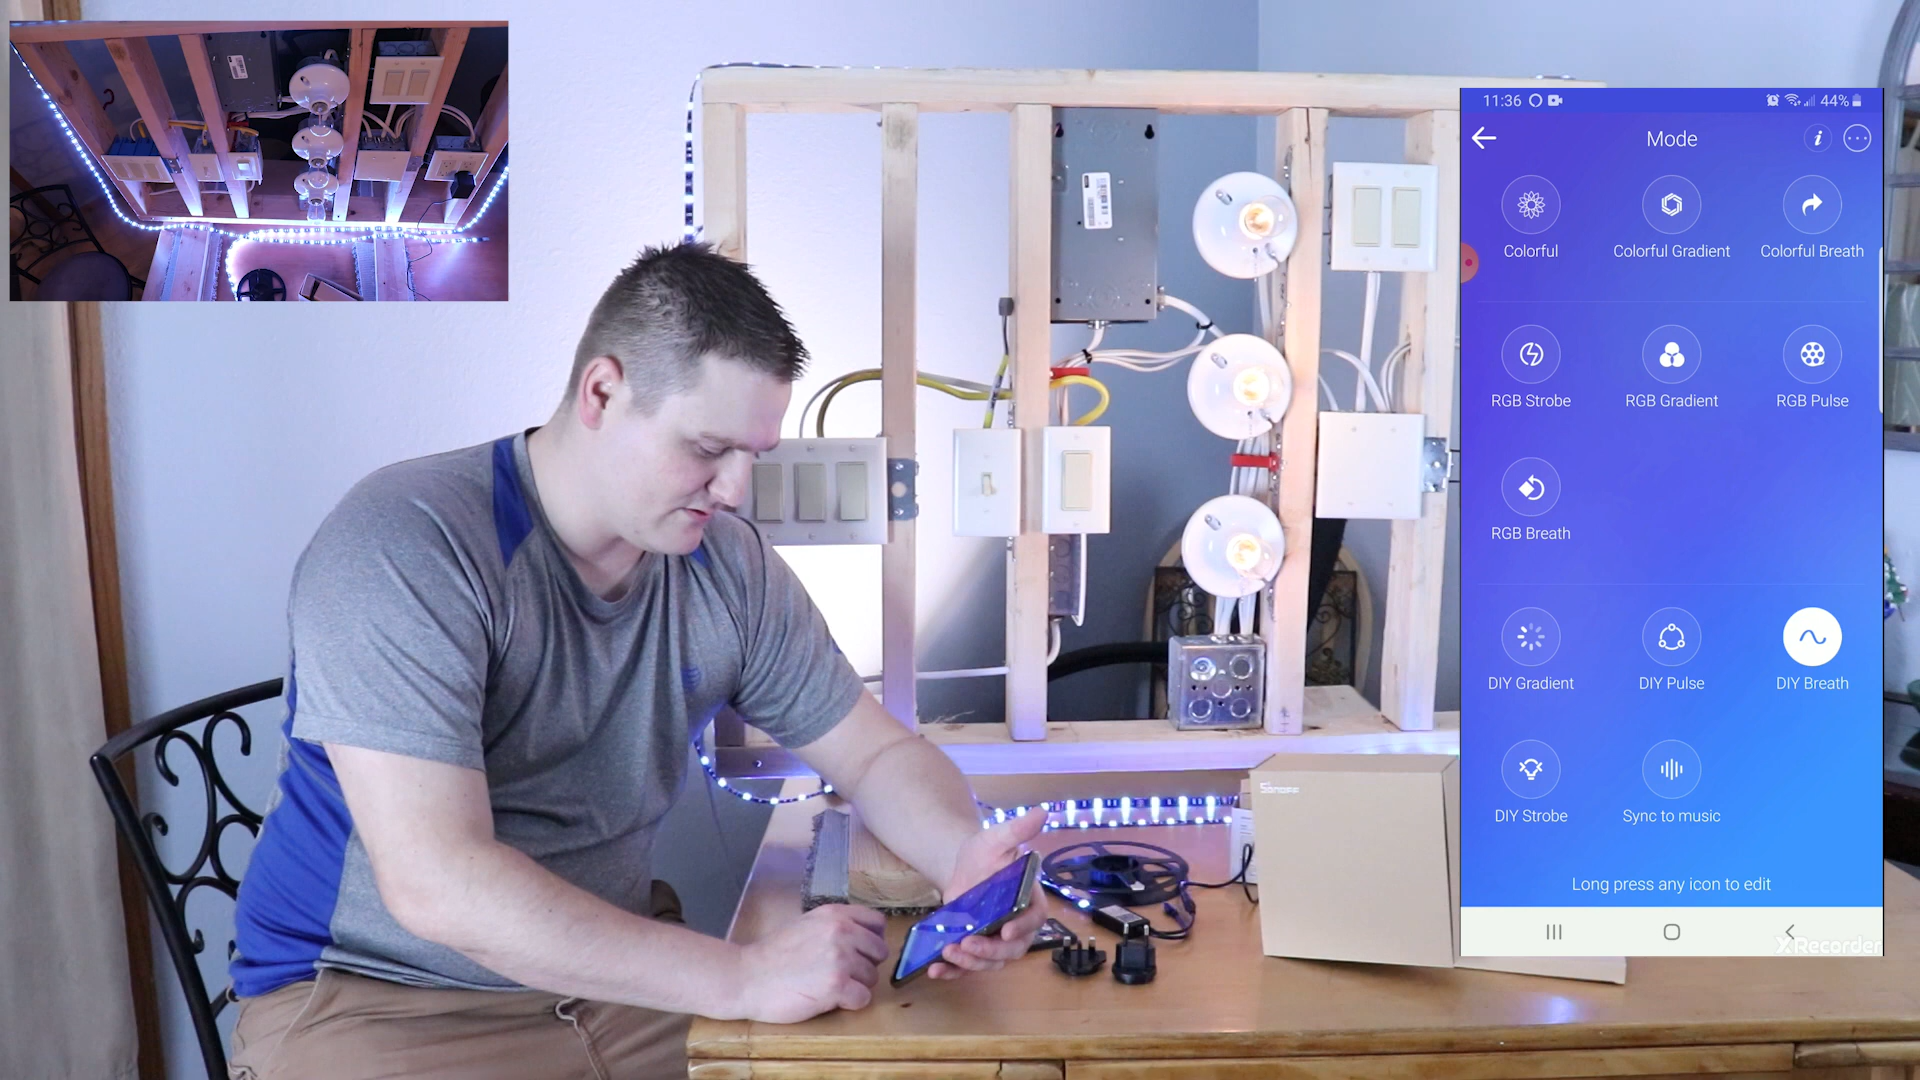 11:36
44%
Mode
Colorful
Colorful Gradient
Colorful Breath
RGB Strobe
RGB Gradient
RGB Pulse
RGB Breath
DIY Gradient
DIY Pulse
DIY Breath
DIY Strobe
Sync to music
Long press any icon to edit
XRecorder
SONOFF